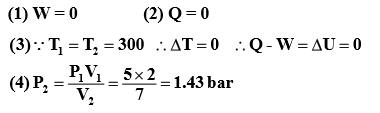 (1) W = 0 (2) Q = 0
(3) ∵ T₁ = T₂ = 300 ∴ ΔT = 0 ∴ Q - W = ΔU = 0
(4) P₂ = P₁V₁ / V₂ = 5 × 2 / 7 = 1.43 bar